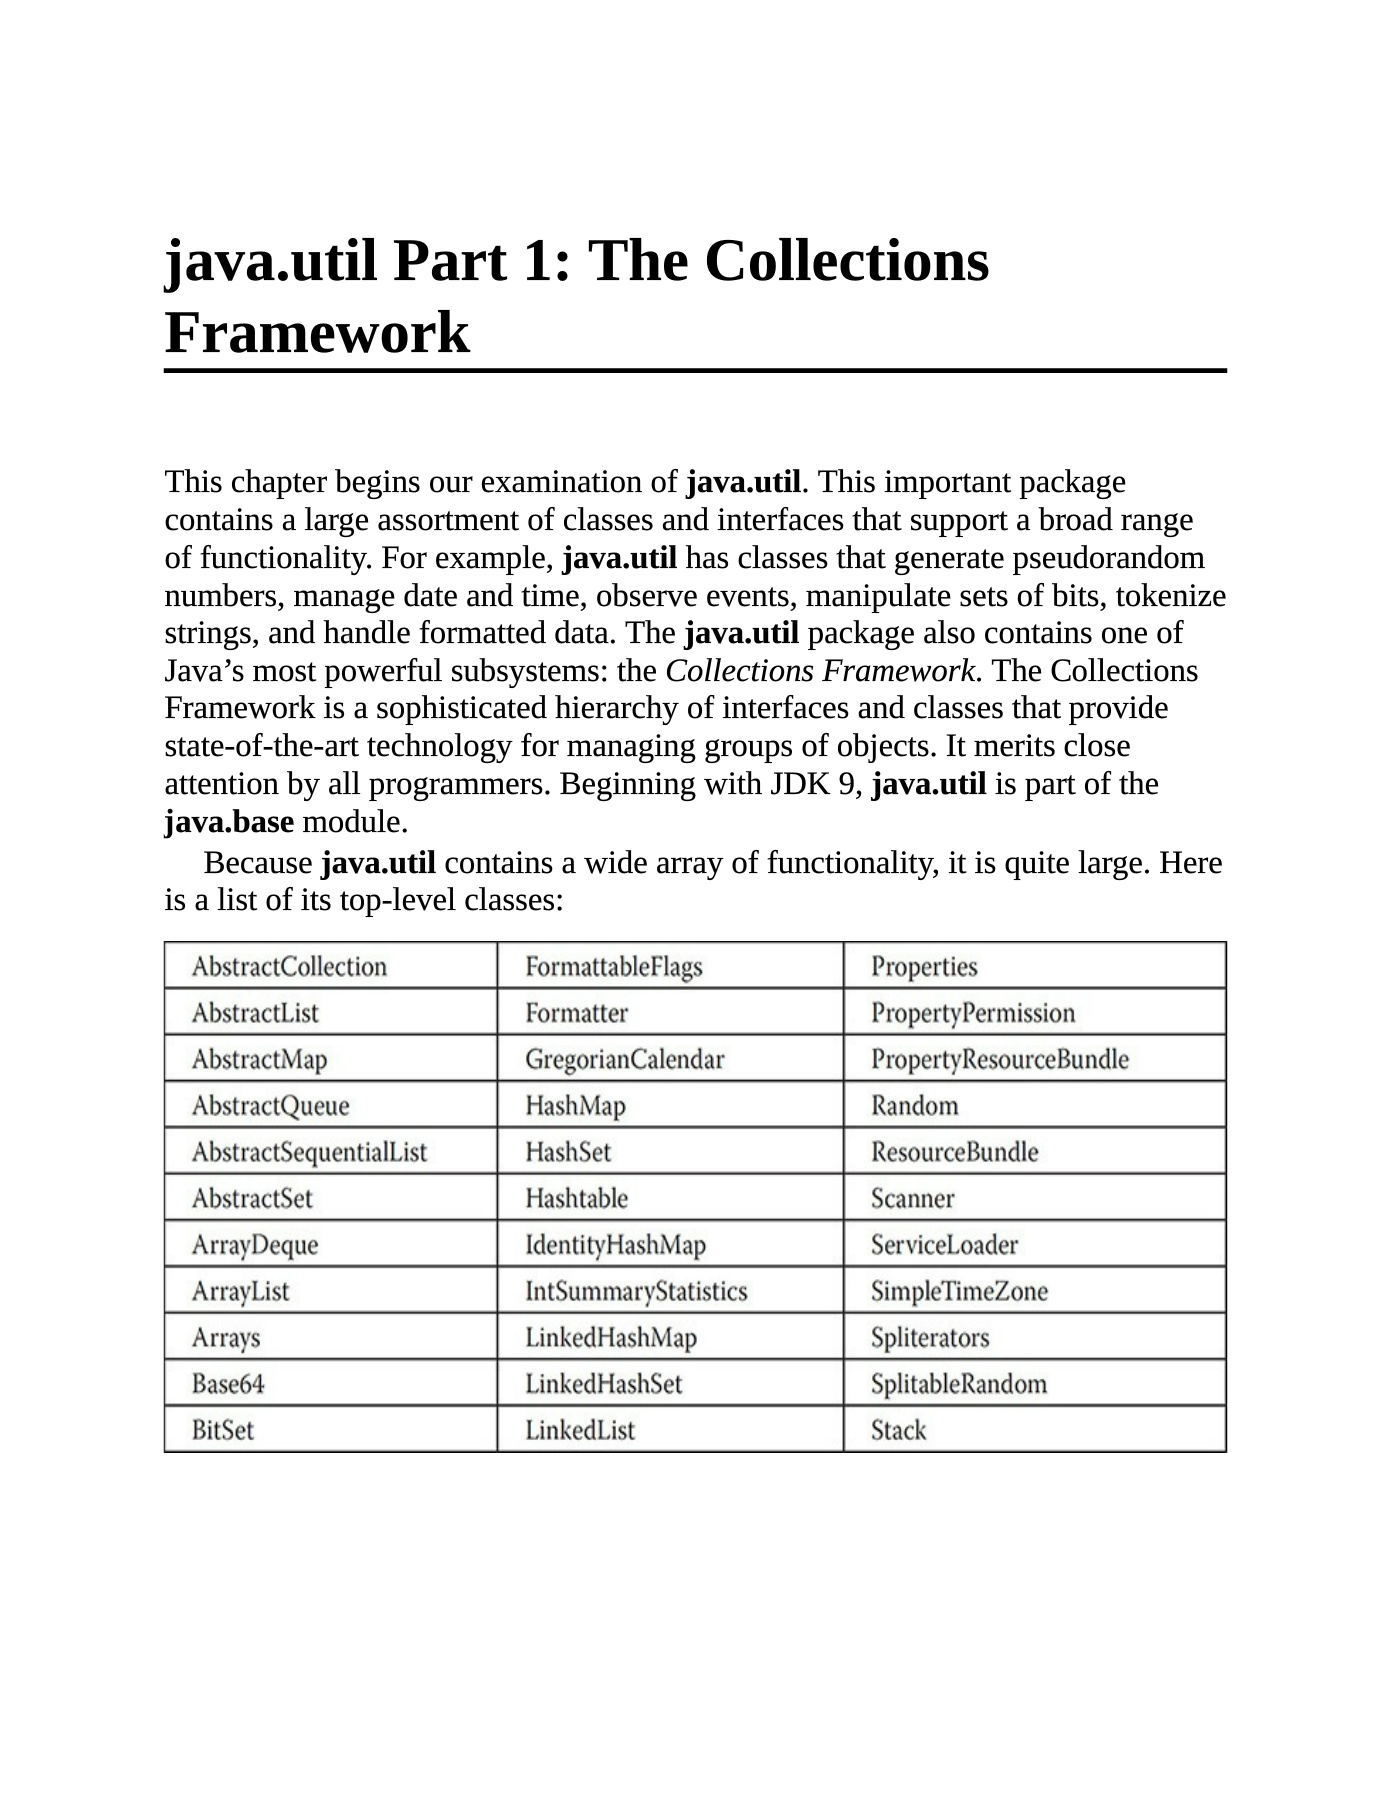 java.util Part 1: The Collections
Framework
This chapter begins our examination of java.util. This important package
contains a large assortment of classes and interfaces that support a broad range
of functionality. For example, java.util has classes that generate pseudorandom
numbers, manage date and time, observe events, manipulate sets of bits, tokenize
strings, and handle formatted data. The java.util package also contains one of
Java’s most powerful subsystems: the Collections Framework. The Collections
Framework is a sophisticated hierarchy of interfaces and classes that provide
state-of-the-art technology for managing groups of objects. It merits close
attention by all programmers. Beginning with JDK 9, java.util is part of the
java.base module.
Because java.util contains a wide array of functionality, it is quite large. Here
is a list of its top-level classes:
AbstractCollection FormattableFlags Properties
AbstractList Formatter PropertyPermission
AbstractMap GregorianCalendar PropertyResourceBundle
AbstractQueue HashMap Random
AbstractSequentialList HashSet ResourceBundle
AbstractSet Hashtable Scanner
ArrayDeque IdentityHashMap ServiceLoader
ArrayList IntSummaryStatistics SimpleTimeZone
Arrays LinkedHashMap Spliterators
Base64 LinkedHashSet SplitableRandom
BitSet LinkedList Stack